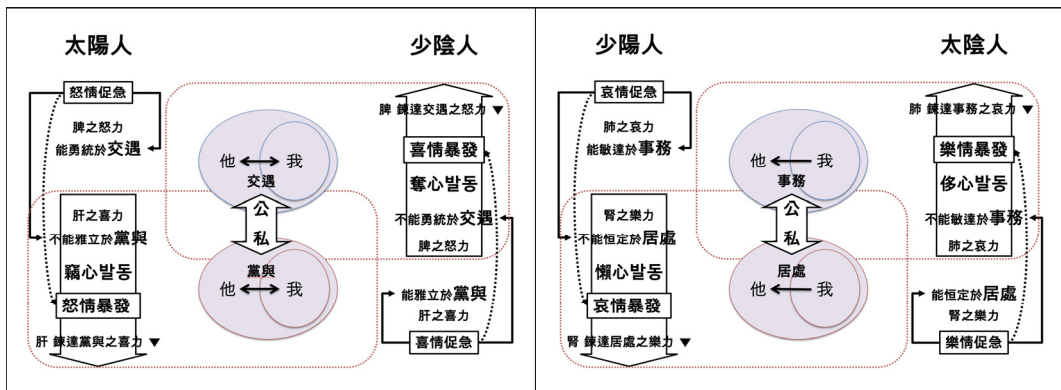 太陽人
少陰人
怒情促急
脾之怒力
能勇統於交遇
肝之喜力
不能雅立於黨與
竊心발동
怒情暴發
肝 鍊達黨與之喜力 ▼
他 我
交遇
公
私
黨與
他 我
脾 鍊達交遇之怒力 ▼
喜情暴發
奪心발동
不能勇統於交遇
脾之怒力
能雅立於黨與
肝之喜力
喜情促急
少陽人
太陰人
哀情促急
肺之哀力
能敏達於事務
腎之樂力
不能恒定於居處
懶心발동
哀情暴發
腎 鍊達居處之樂力 ▼
他 我
事務
公
私
居處
他 我
肺 鍊達事務之哀力 ▼
樂情暴發
侈心발동
不能敏達於事務
肺之哀力
能恒定於居處
腎之樂力
樂情促急